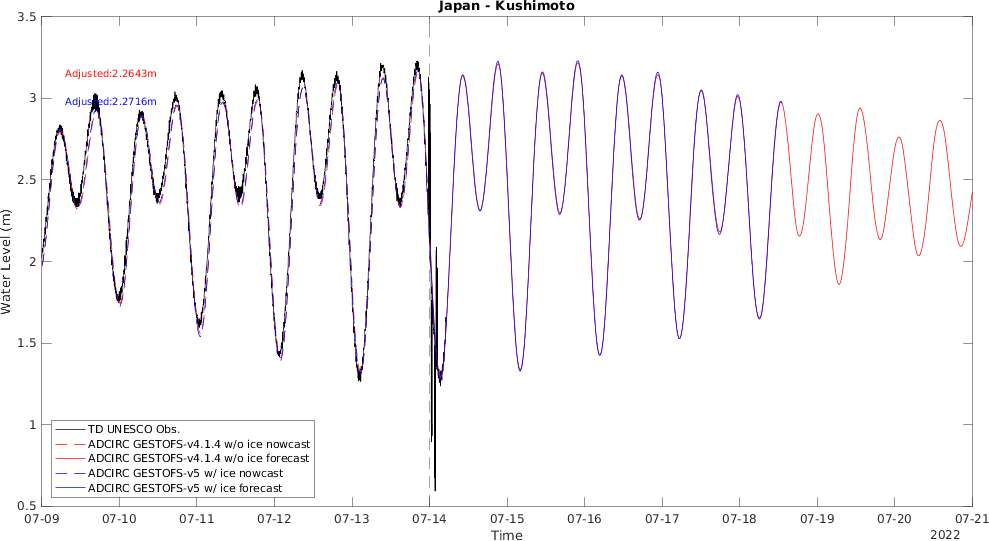 Japan - Kushimoto
3.5
3
2.5
2
1.5
1
0.5
Water Level (m)
Adjusted:2.2643m
Adjusted:2.2716m
TD UNESCO Obs.
ADCIRC GESTOFS-v4.1.4 w/o ice nowcast
ADCIRC GESTOFS-v4.1.4 w/o ice forecast
ADCIRC GESTOFS-v5 w/ ice nowcast
ADCIRC GESTOFS-v5 w/ ice forecast
07-09 07-10 07-11 07-12 07-13 07-14 07-15 07-16 07-17 07-18 07-19 07-20 07-21
Time
2022